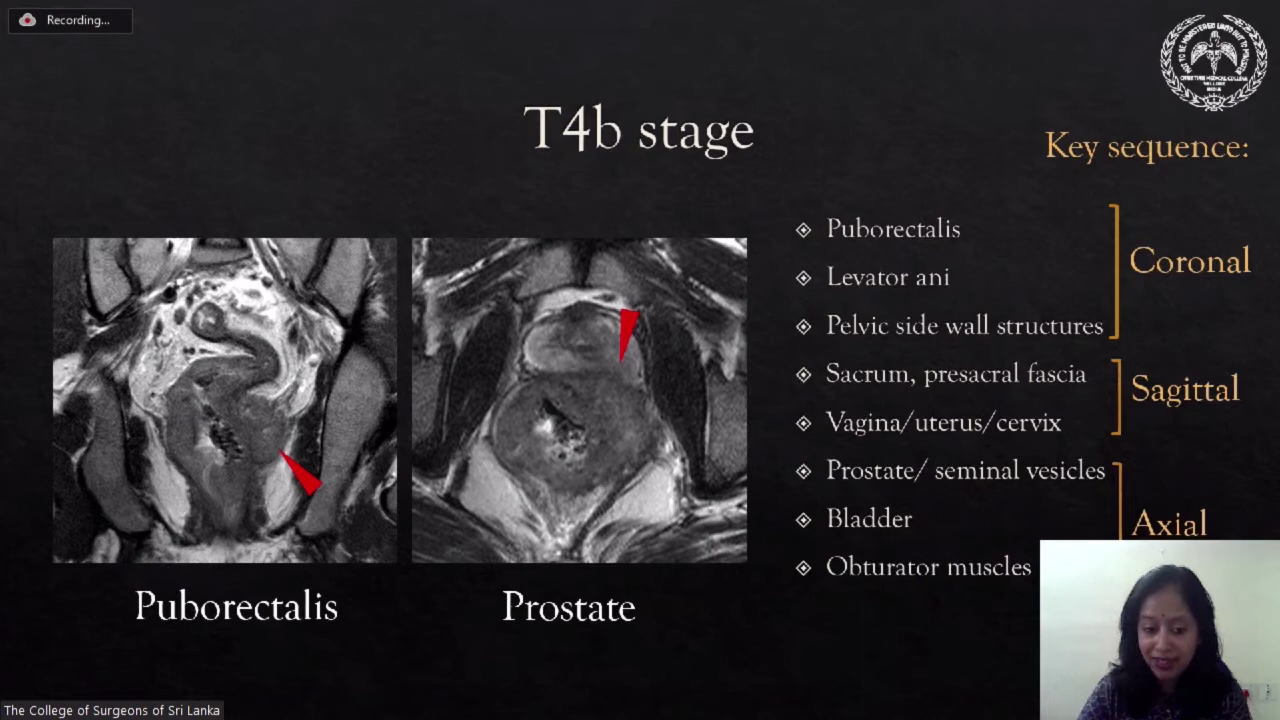 Recording...
T4b stage
Key sequence:
Puborectalis
Levator ani
Pelvic side wall structures
Coronal
Sacrum, presacral fascia
Vagina/uterus/cervix
Sagittal
Prostate/ seminal vesicles
Bladder
Obturator muscles
Axial
Puborectalis
Prostate
The College of Surgeons of Sri Lanka